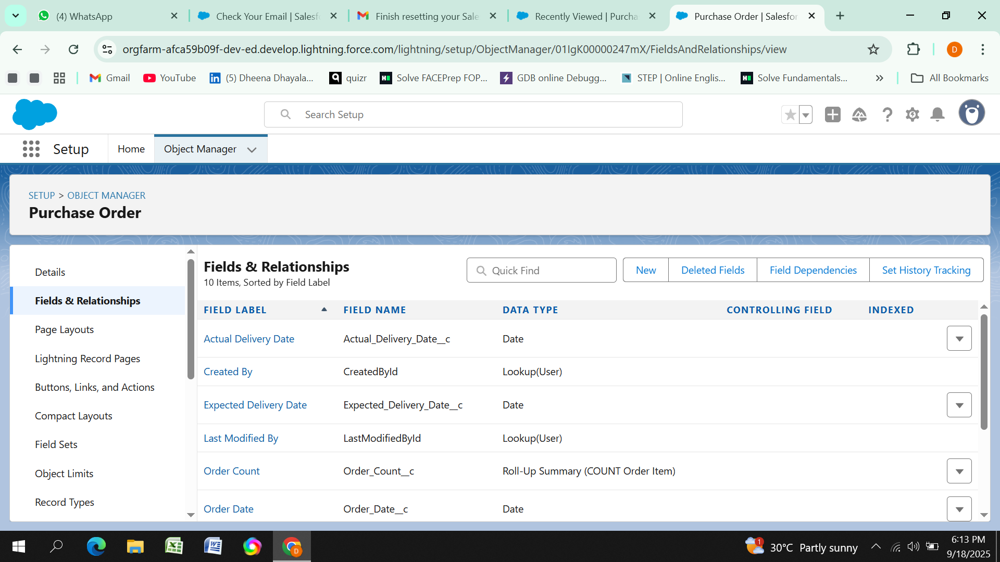 (4) WhatsApp
Check Your Email | Salesf
Finish resetting your Sale
Recently Viewed | Purcha
Purchase Order | Salesfor
orgfarm-afca59b09f-dev-ed.develop.lightning.force.com/lightning/setup/ObjectManager/01IgK00000247mX/FieldsAndRelationships/view
D
Gmail
YouTube
(5) Dheena Dhayala...
quizr
Solve FACEPrep FOP...
GDB online Debugg...
STEP | Online Englis...
Solve Fundamentals...
All Bookmarks
Search Setup
Setup
Home
Object Manager
SETUP > OBJECT MANAGER
Purchase Order
Details
Fields & Relationships
Page Layouts
Lightning Record Pages
Buttons, Links, and Actions
Compact Layouts
Field Sets
Object Limits
Record Types
Fields & Relationships
10 Items, Sorted by Field Label
Quick Find
New
Deleted Fields
Field Dependencies
Set History Tracking
FIELD LABEL FIELD NAME DATA TYPE CONTROLLING FIELD INDEXED
Actual Delivery Date Actual_Delivery_Date__c Date
Created By CreatedById Lookup(User)
Expected Delivery Date Expected_Delivery_Date__c Date
Last Modified By LastModifiedById Lookup(User)
Order Count Order_Count__c Roll-Up Summary (COUNT Order Item)
Order Date Order_Date__c Date
D
1
30°C Partly sunny
6:13 PM
9/18/2025